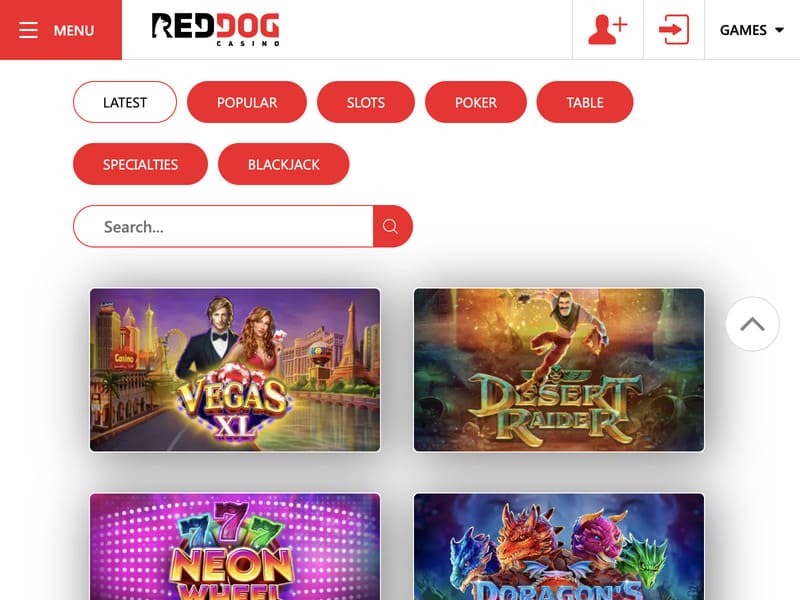 MENU
REDDOG
CASINO
GAMES
LATEST
POPULAR
SLOTS
POKER
TABLE
SPECIALTIES
BLACKJACK
Search...
Casino
VEGAS
XL
DESERT
RAIDER
777
NEON
WHEEL
DORAGON'S